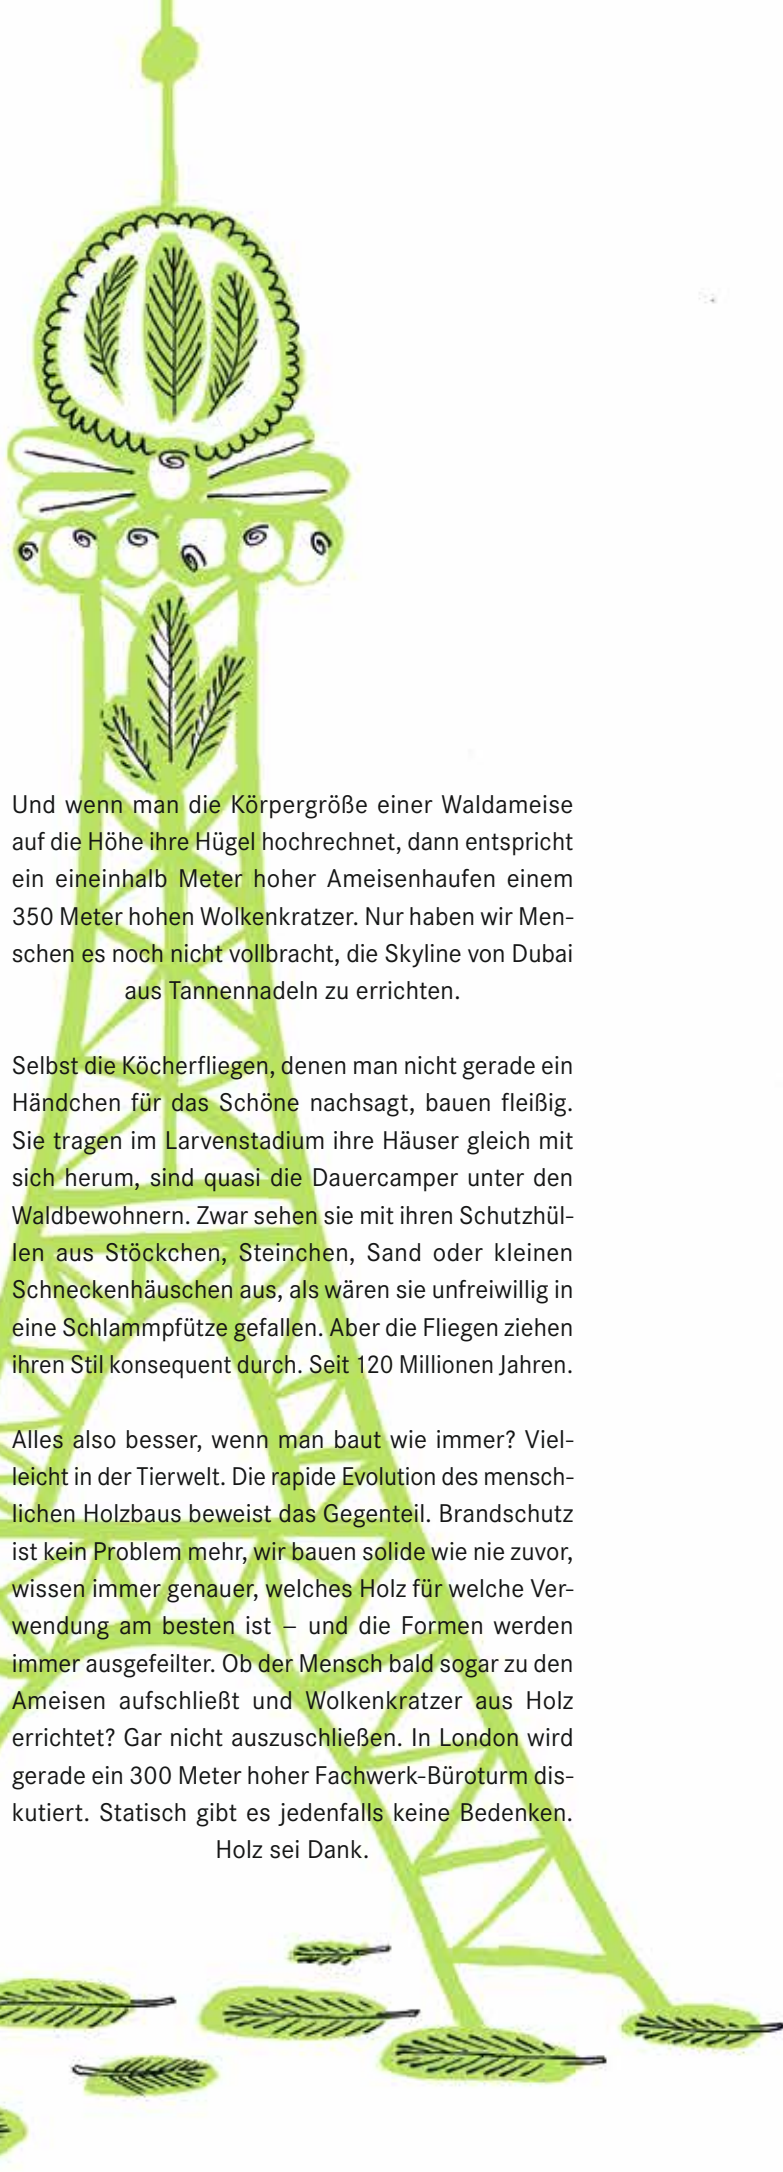 Und wenn man die Körpergröße einer Waldameise
auf die Höhe ihre Hügel hochrechnet, dann entspricht
ein eineinhalb Meter hoher Ameisenhaufen einem
350 Meter hohen Wolkenkratzer. Nur haben wir Men-
schen es noch nicht vollbracht, die Skyline von Dubai
aus Tannennadeln zu errichten.
Selbst die Köcherfliegen, denen man nicht gerade ein
Händchen für das Schöne nachsagt, bauen fleißig.
Sie tragen im Larvenstadium ihre Häuser gleich mit
sich herum, sind quasi die Dauercamper unter den
Waldbewohnern. Zwar sehen sie mit ihren Schutzhül-
len aus Stöckchen, Steinchen, Sand oder kleinen
Schneckenhäuschen aus, als wären sie unfreiwillig in
eine Schlammpfütze gefallen. Aber die Fliegen ziehen
ihren Stil konsequent durch. Seit 120 Millionen Jahren.
Alles also besser, wenn man baut wie immer? Viel-
leicht in der Tierwelt. Die rapide Evolution des mensch-
lichen Holzbaus beweist das Gegenteil. Brandschutz
ist kein Problem mehr, wir bauen solide wie nie zuvor,
wissen immer genauer, welches Holz für welche Ver-
wendung am besten ist – und die Formen werden
immer ausgefeilter. Ob der Mensch bald sogar zu den
Ameisen aufschließt und Wolkenkratzer aus Holz
errichtet? Gar nicht auszuschließen. In London wird
gerade ein 300 Meter hoher Fachwerk-Büroturm dis-
kutiert. Statisch gibt es jedenfalls keine Bedenken.
Holz sei Dank.